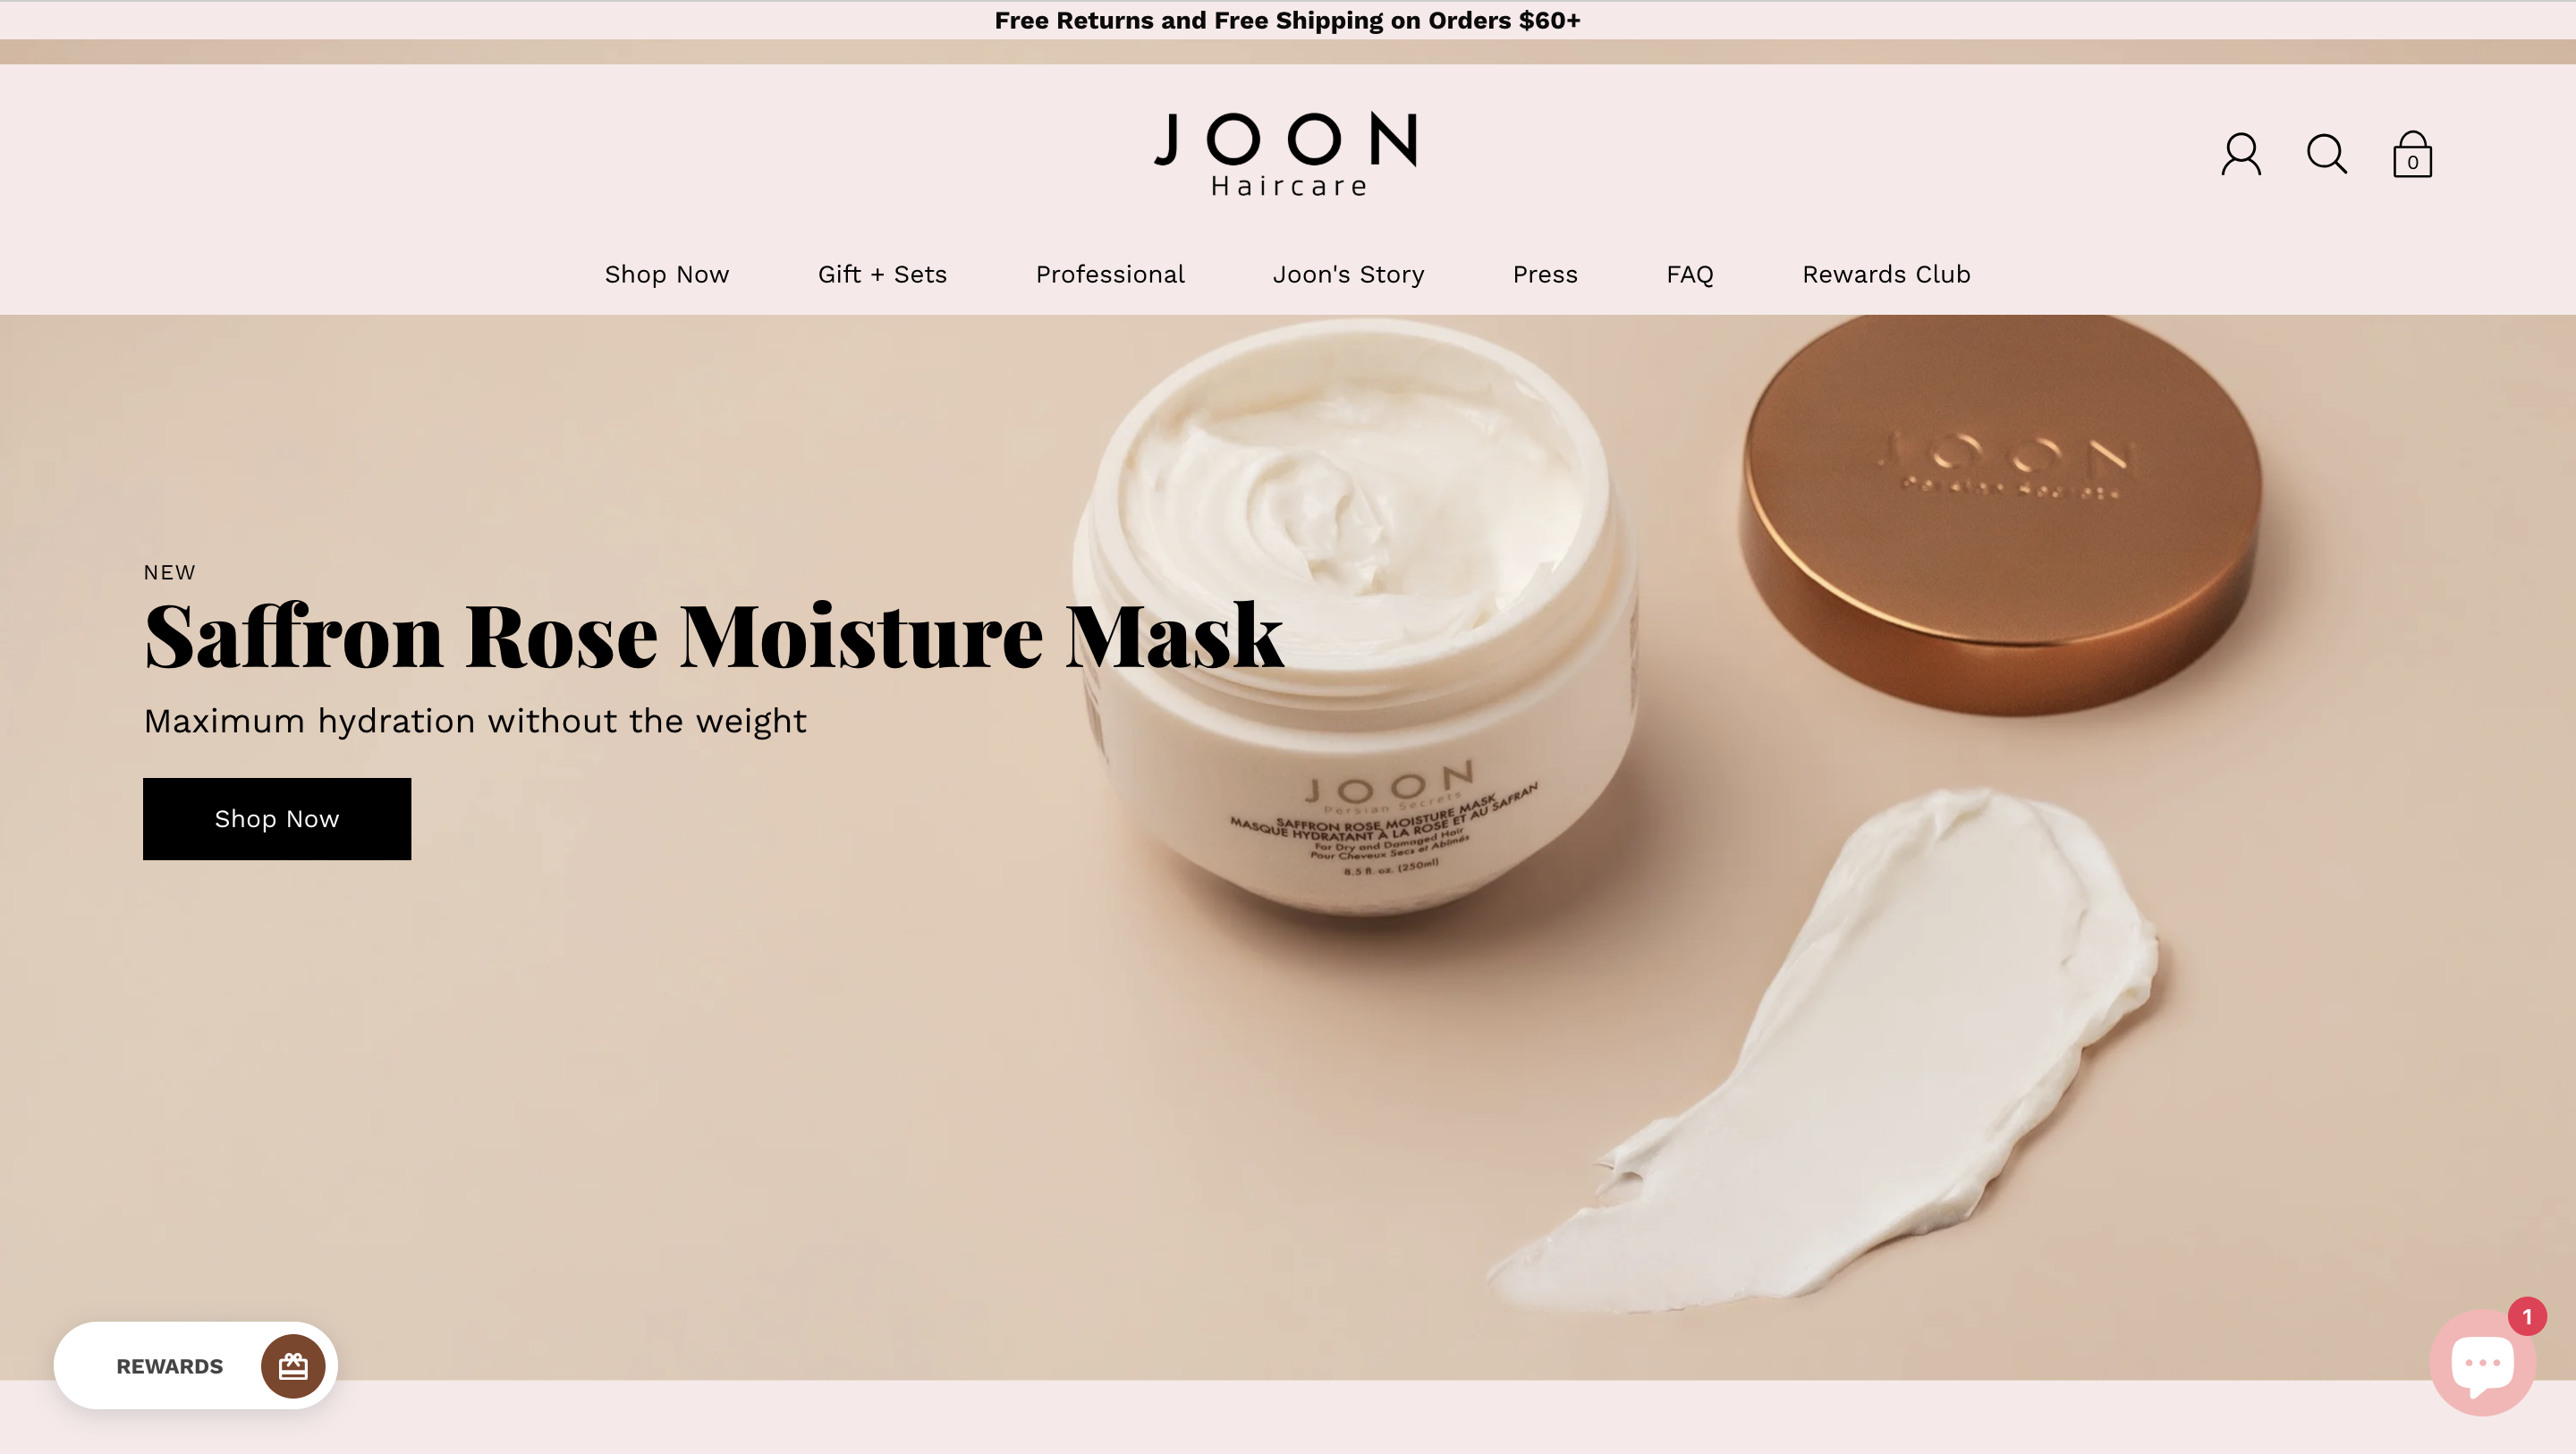 Free Returns and Free Shipping on Orders $60+
JOON
Haircare
0
Shop Now
Gift + Sets
Professional
Joon's Story
Press
FAQ
Rewards Club
JOON
Persian Secrets
NEW
Saffron Rose Moisture Mask
Maximum hydration without the weight
Shop Now
JOON
Persian Secrets
SAFFRON ROSE MOISTURE MASK
MASQUE HYDRATANT À LA ROSE ET AU SAFRAN
For Dry and Damaged Hair
Pour Cheveux Secs et Abîmés
8.5 fl. oz. (250ml)
REWARDS
1